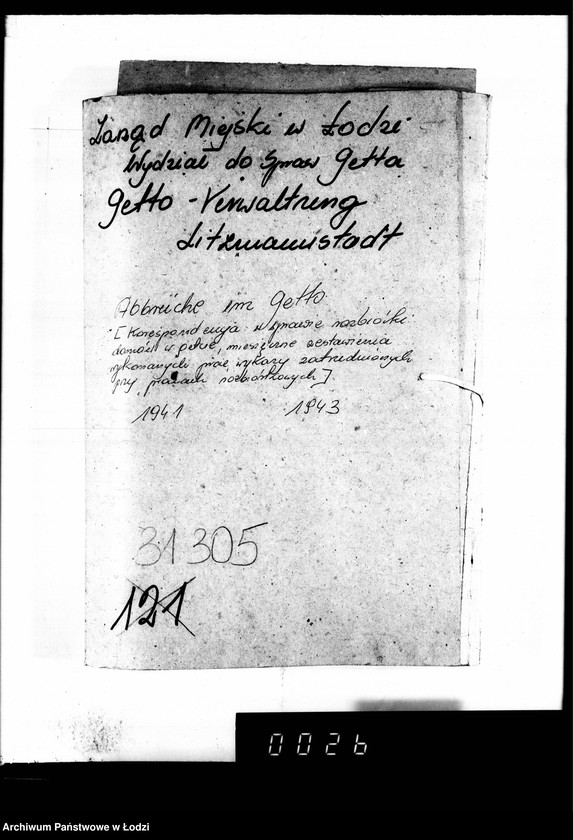 Zarząd Miejski w Łodzi
Wydział do Spraw Getta
Getto - Verwaltung
Litzmannstadt
Abbrüche im Getto
[Korespondencja w sprawie rozbiórki
domów w getcie, miesięczne zestawienia
wykonanych prac, wykazy zatrudnionych
przy pracach rozbiórkowych]
1941 1943
31305
121
0026
Archiwum Państwowe w Łodzi